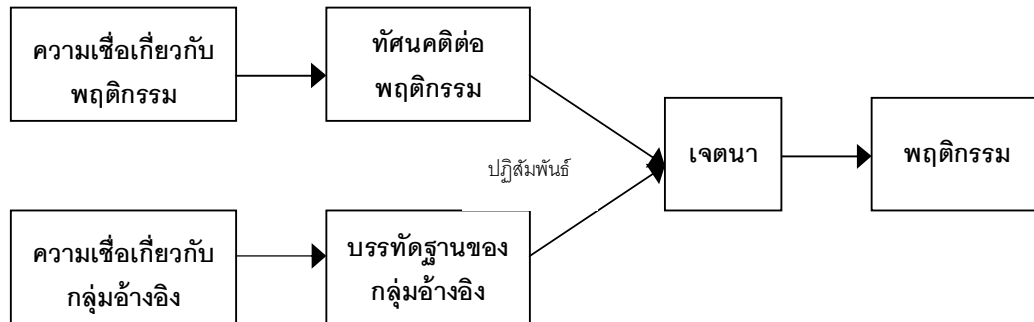 ความเชื่อเกี่ยวกับ
พฤติกรรม
ทัศนคติต่อ
พฤติกรรม
เจตนา
พฤติกรรม
ปฏิสัมพันธ์
ความเชื่อเกี่ยวกับ
กลุ่มอ้างอิง
บรรทัดฐานของ
กลุ่มอ้างอิง